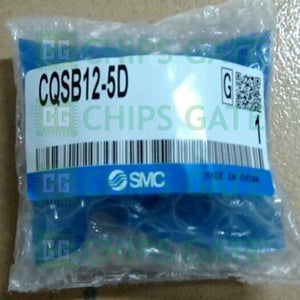 CHIPS GATE
CQSB12-5D
G
CHIPS GATE
1
SMC
MADE IN CHINA